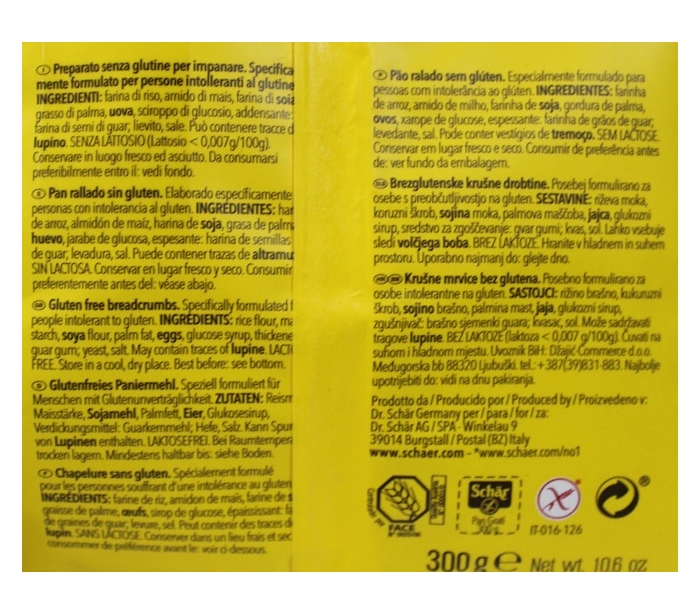 I Preparato senza glutine per impanare. Specifica
mente formulato per persone intolleranti al glutine
INGREDIENTI: farina di riso, amido di mais, farina di soia
grasso di palma, uova, sciroppo di glucosio, addensante:
farina di semi di guar; lievito, sale. Può contenere tracce d
lupino. SENZA LATTOSIO (Lattosio < 0,007g/100g).
Conservare in luogo fresco ed asciutto. Da consumarsi
preferibilmente entro il: vedi fondo.
E Pan rallado sin gluten. Elaborado específicamente
personas con intolerancia al gluten. INGREDIENTES: har
de arroz, almidón de maíz, harina de soja, grasa de palm
huevo, jarabe de glucosa, espesante: harina de semillas
de guar; levadura, sal. Puede contener trazas de altramu
SIN LACTOSA. Conservar en lugar fresco y seco. Consumir
preferentemente antes del: véase abajo.
GB Gluten free breadcrumbs. Specifically formulated f
people intolerant to gluten. INGREDIENTS: rice flour, ma
starch, soya flour, palm fat, eggs, glucose syrup, thickene
guar gum; yeast, salt. May contain traces of lupine. LACT
FREE. Store in a cool, dry place. Best before: see bottom.
D Glutenfreies Paniermehl. Speziell formuliert für
Menschen mit Glutenunverträglichkeit. ZUTATEN: Reism
Maisstärke, Sojamehl, Palmfett, Eier, Glukosesirup,
Verdickungsmittel: Guarkernmehl; Hefe, Salz. Kann Spur
von Lupinen enthalten. LAKTOSEFREI. Bei Raumtemper
trocken lagern. Mindestens haltbar bis: siehe Boden.
F Chapelure sans gluten. Spécialement formulé
pour les personnes souffrant d'une intolérance au gluten
INGRÉDIENTS: farine de riz, amidon de maïs, farine de s
graisse de palme, œufs, sirop de glucose, épaississant: fa
de graines de guar; levure, sel. Peut contenir des traces d
lupin. SANS LACTOSE. Conserver dans un lieu frais et sec
consommer de préférence avant le: voir ci-dessous.
P Pão ralado sem glúten. Especialmente formulado para
pessoas com intolerância ao glúten. INGREDIENTES: farinha
de arroz, amido de milho, farinha de soja, gordura de palma,
ovos, xarope de glucose, espessante: farinha de grãos de guar;
levedante, sal. Pode conter vestígios de tremoço. SEM LACTOSE.
Conservar em lugar fresco e seco. Consumir de preferência antes
de: ver fundo da embalagem.
SLO Brezglutenske krušne drobtine. Posebej formulirano za
osebe s preobčutljivostjo na gluten. SESTAVINE: riževa moka,
koruzni škrob, sojina moka, palmova maščoba, jajca, glukozni
sirup, sredstvo za zgoščevanje: gvar gumi; kvas, sol. Lahko vsebuje
sledi volčjega boba. BREZ LAKTOZE. Hranite v hladnem in suhem
prostoru. Uporabno najmanj do: glejte dno.
Krušne mrvice bez glutena. Posebno formulirano za
osobe intolerantne na gluten. SASTOJCI: rižino brašno, kukuruzni
škrob, sojino brašno, palmina mast, jaja, glukozni sirup,
zgušnjivač: brašno sjemenki guara; kvasac, sol. Može sadržavati
tragove lupine. BEZ LAKTOZE (laktoza < 0,007 g/100g). Čuvati na
suhom i hladnom mjestu. Uvoznik BiH: Džajić-Commerce d.o.o.
Međugorska bb 88320 Ljubuški. tel.: +387(39)831-883. Najbolje
upotrijebiti do: vidi na dnu pakiranja.
Prodotto da / Producido por / Produced by / Proizvedeno v:
Dr. Schär Germany per / para / for / za:
Dr. Schär AG / SPA - Winkelau 9
39014 Burgstall / Postal (BZ) Italy
www.schaer.com - *www.schaer.com/no1
FACE
Schär
Pan Grati
300 g
IT-016-126
®
300 g e Net wt. 10.6 oz